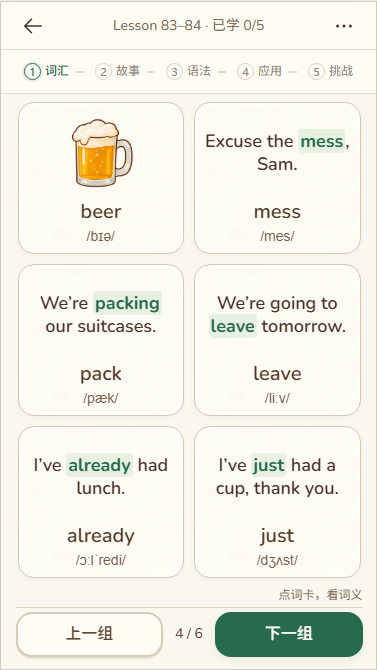 Lesson 83–84 · 已学 0/5
1 词汇 – 2 故事 – 3 语法 – 4 应用 – 5 挑战
beer
/bɪə/
Excuse the mess,
Sam.
mess
/mes/
We’re packing
our suitcases.
pack
/pæk/
We’re going to
leave tomorrow.
leave
/liːv/
I’ve already had
lunch.
already
/ɔːlˈredi/
I’ve just had a
cup, thank you.
just
/dʒʌst/
点词卡，看词义
上一组
4 / 6
下一组